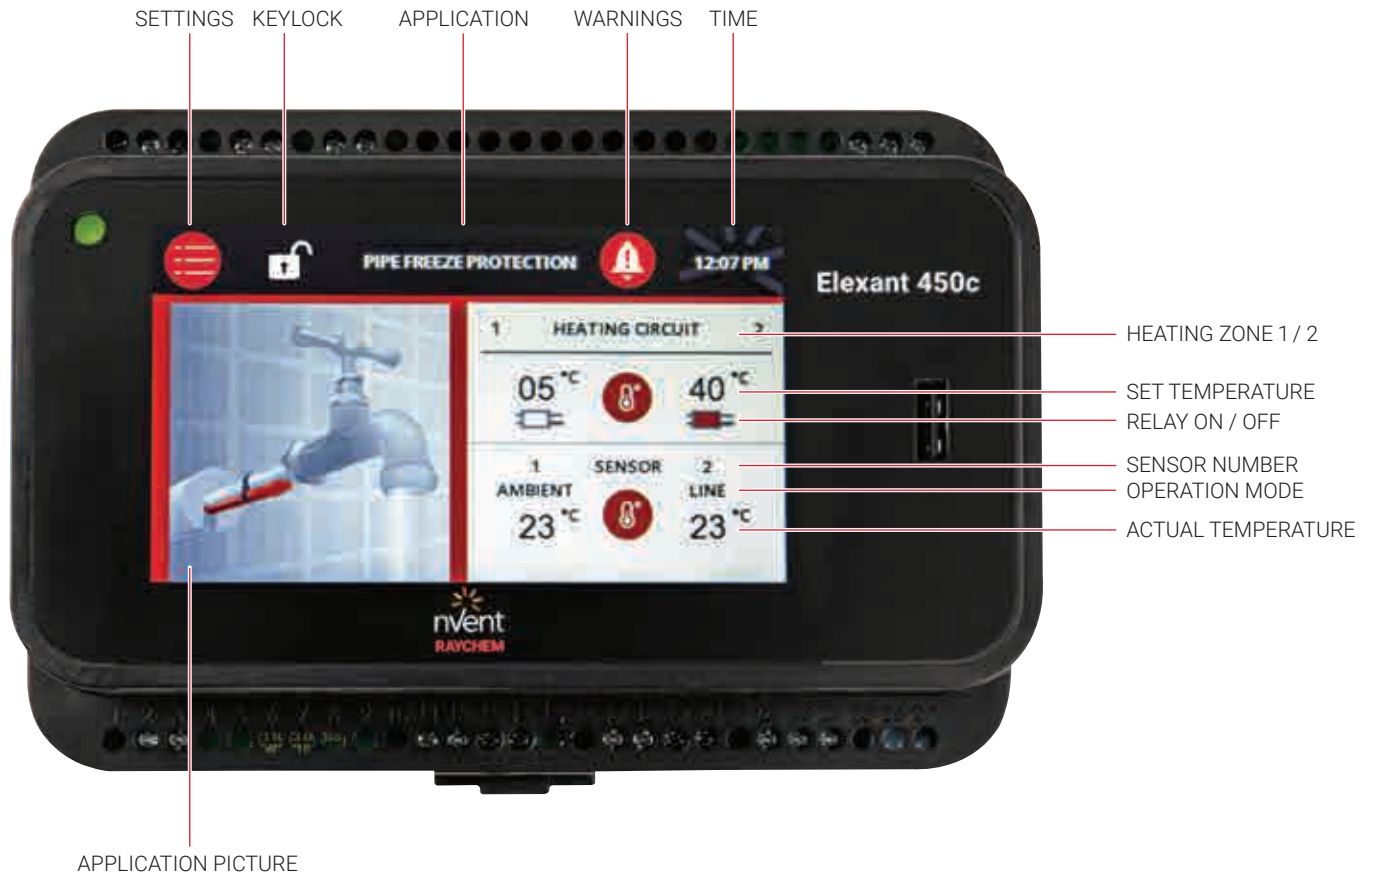 SETTINGS KEYLOCK APPLICATION WARNINGS TIME
PIPE FREEZE PROTECTION 12:07 PM
Elexant 450c
1 HEATING CIRCUIT 2
HEATING ZONE 1 / 2
05 °C 40 °C
SET TEMPERATURE
RELAY ON / OFF
1 SENSOR 2
SENSOR NUMBER
AMBIENT LINE
OPERATION MODE
23 °C 23 °C
ACTUAL TEMPERATURE
nvent
RAYCHEM
APPLICATION PICTURE